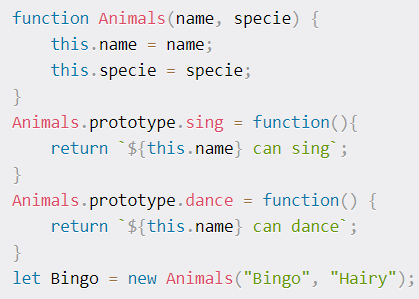 function Animals(name, specie) {
    this.name = name;
    this.specie = specie;
}
Animals.prototype.sing = function(){
    return `${this.name} can sing`;
}
Animals.prototype.dance = function() {
    return `${this.name} can dance`;
}
let Bingo = new Animals("Bingo", "Hairy");